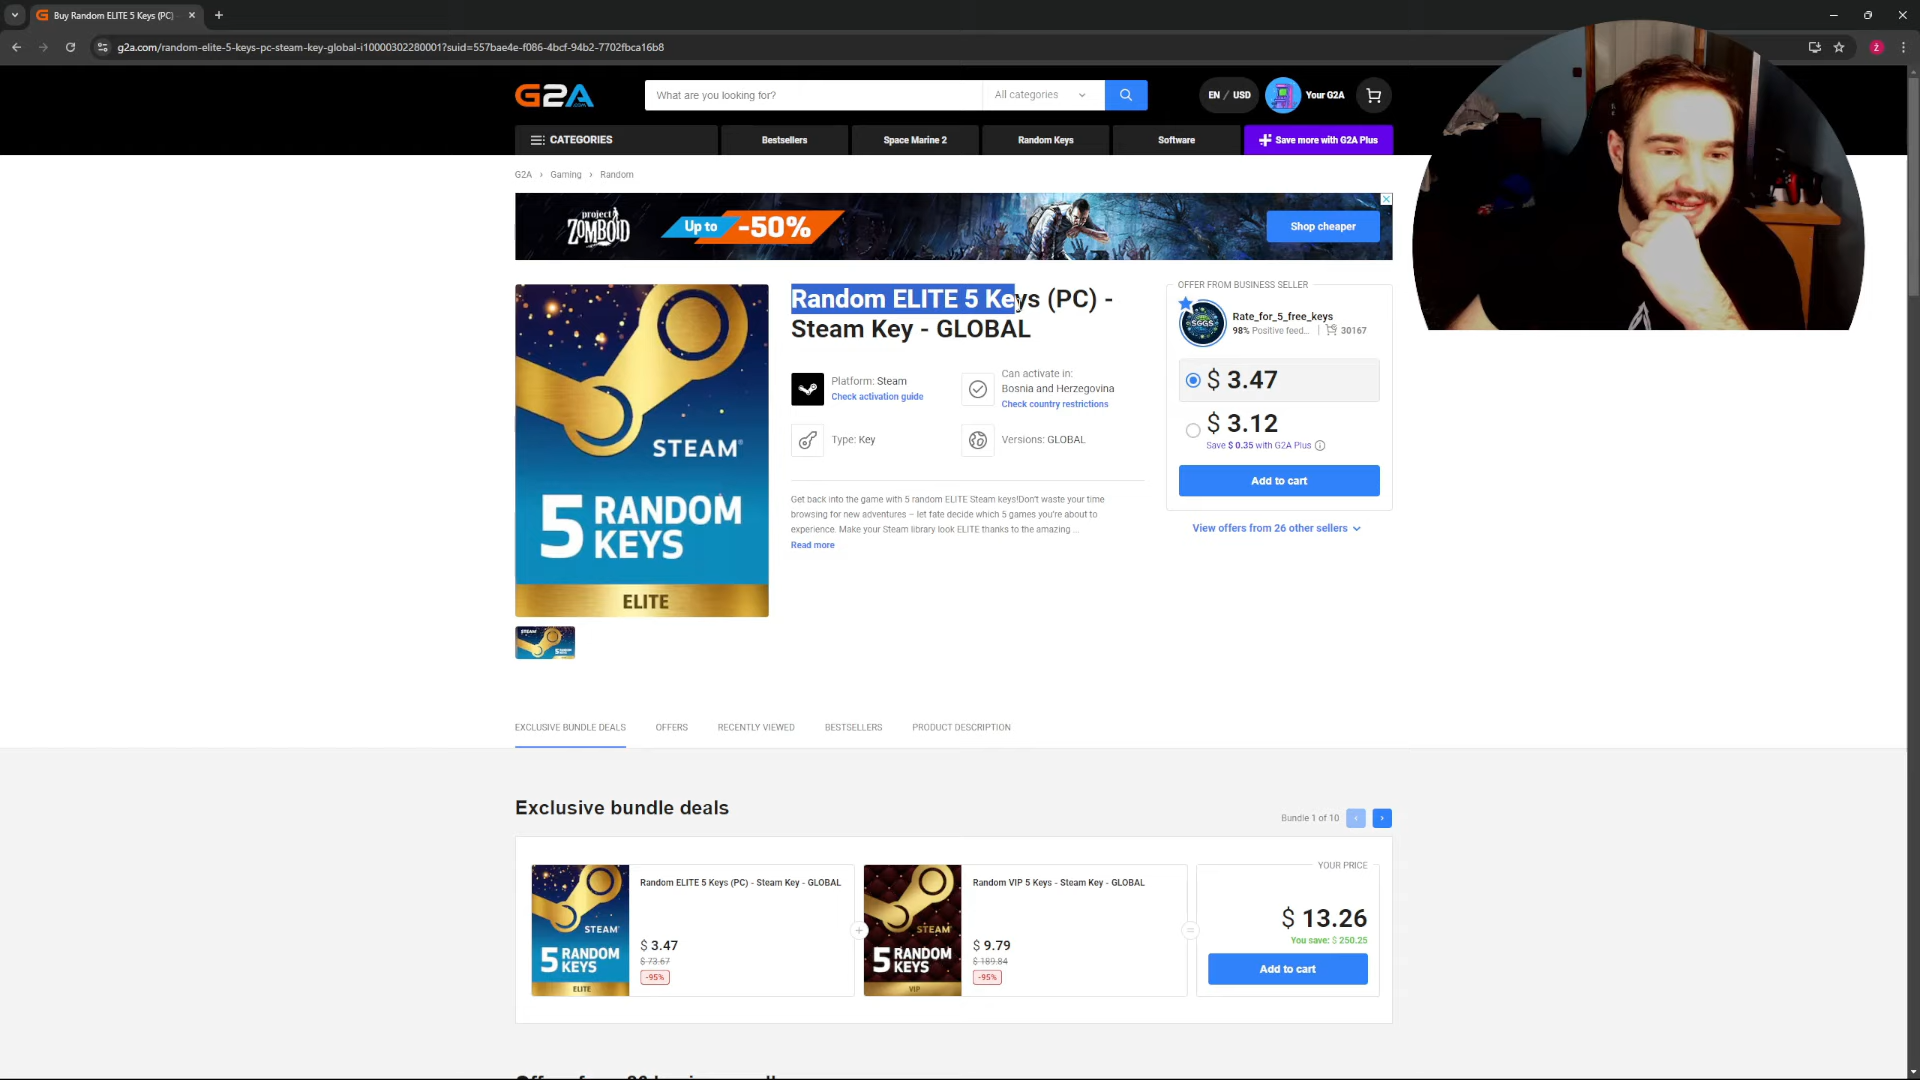 Buy Random ELITE 5 Keys (PC)
g2a.com/random-elite-5-keys-pc-steam-key-global-i10000302280001?suid=557bae4e-f086-4bcf-94b2-7702fbca16b8
G2A.COM
What are you looking for?
All categories
EN / USD
Your G2A
CATEGORIES
Bestsellers
Space Marine 2
Random Keys
Software
Save more with G2A Plus
G2A › Gaming › Random
project ZOMBOID
Up to -50%
Shop cheaper
STEAM®
5 RANDOM KEYS
ELITE
Random ELITE 5 Keys (PC) -
Steam Key - GLOBAL
Platform: Steam
Check activation guide
Can activate in:
Bosnia and Herzegovina
Check country restrictions
Type: Key
Versions: GLOBAL
Get back into the game with 5 random ELITE Steam keys!Don't waste your time
browsing for new adventures – let fate decide which 5 games you're about to
experience. Make your Steam library look ELITE thanks to the amazing ...
Read more
OFFER FROM BUSINESS SELLER
Rate_for_5_free_keys
98% Positive feed... | 30167
$ 3.47
$ 3.12
Save $ 0.35 with G2A Plus
Add to cart
View offers from 26 other sellers
EXCLUSIVE BUNDLE DEALS
OFFERS
RECENTLY VIEWED
BESTSELLERS
PRODUCT DESCRIPTION
Exclusive bundle deals
Bundle 1 of 10
STEAM
5 RANDOM KEYS
ELITE
Random ELITE 5 Keys (PC) - Steam Key - GLOBAL
$ 3.47
$ 73.67
-95%
STEAM
5 RANDOM KEYS
VIP
Random VIP 5 Keys - Steam Key - GLOBAL
$ 9.79
$ 189.84
-95%
YOUR PRICE
$ 13.26
You save: $ 250.25
Add to cart